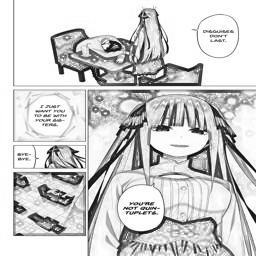 DISGUISES
DON'T
LAST.
I JUST
WANT YOU
TO BE WITH
YOUR SIS-
TERS.
BYE-
BYE.
YOU'RE
NOT QUIN-
TUPLETS.